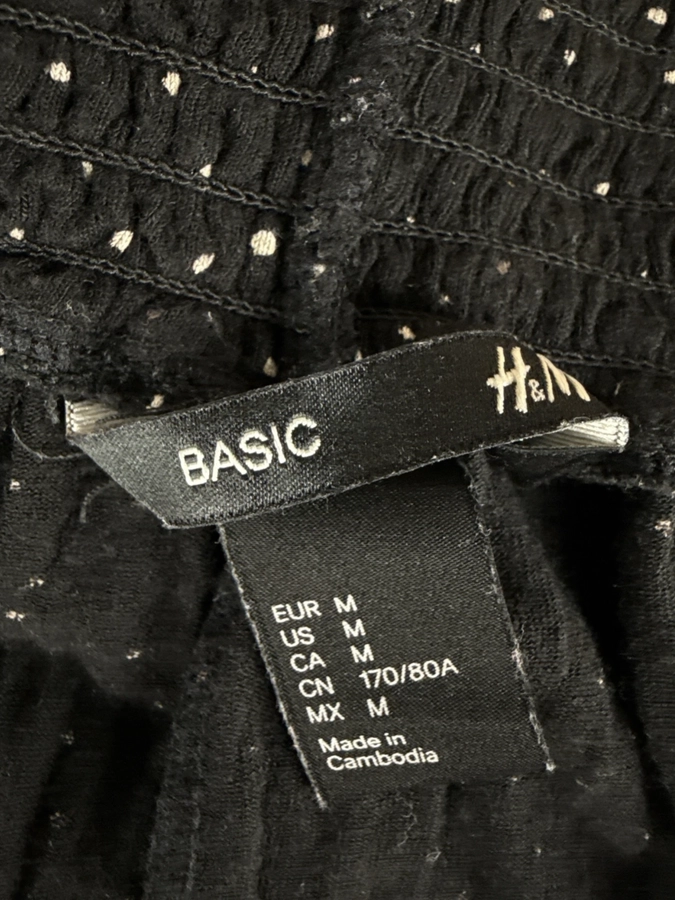 H&M
BASIC
EUR M
US M
CA M
CN 170/80A
MX M
Made in
Cambodia